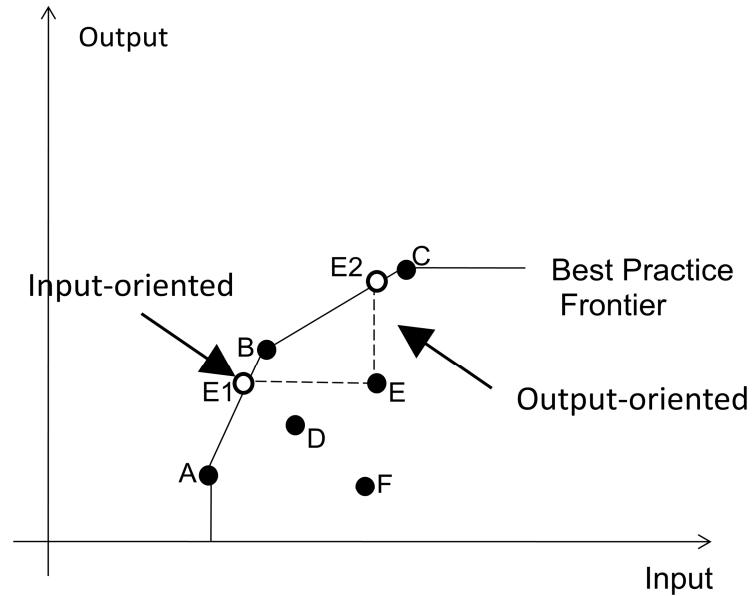 Output
C
E2
Best Practice
Frontier
Input-oriented
B
E1
E
Output-oriented
D
A
F
Input